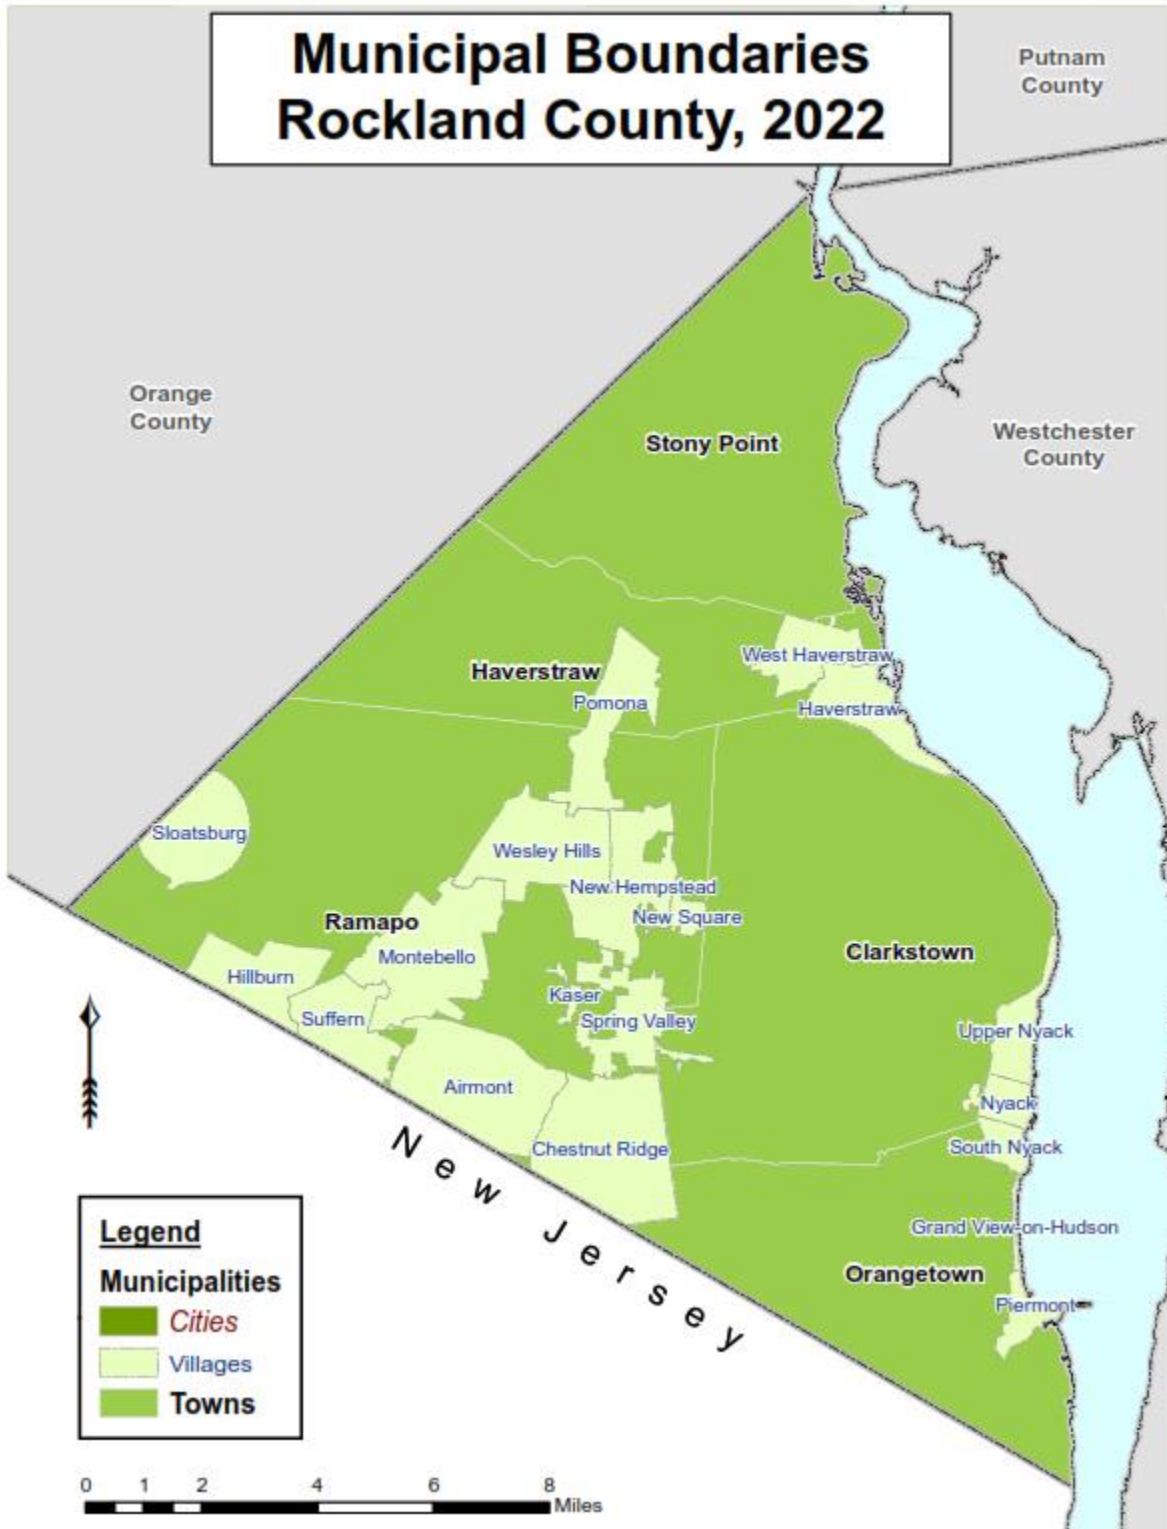 Municipal Boundaries
Rockland County, 2022
Putnam
County
Orange
County
Westchester
County
Stony Point
West Haverstraw
Haverstraw
Pomona
Haverstraw
Sloatsburg
Wesley Hills
New Hempstead
New Square
Ramapo
Montebello
Clarkstown
Hillburn
Kaser
Suffern
Spring Valley
Upper Nyack
Airmont
Nyack
Chestnut Ridge
South Nyack
New Jersey
Grand View-on-Hudson
Orangetown
Piermont
Legend
Municipalities
Cities
Villages
Towns
0 1 2 4 6 8
Miles